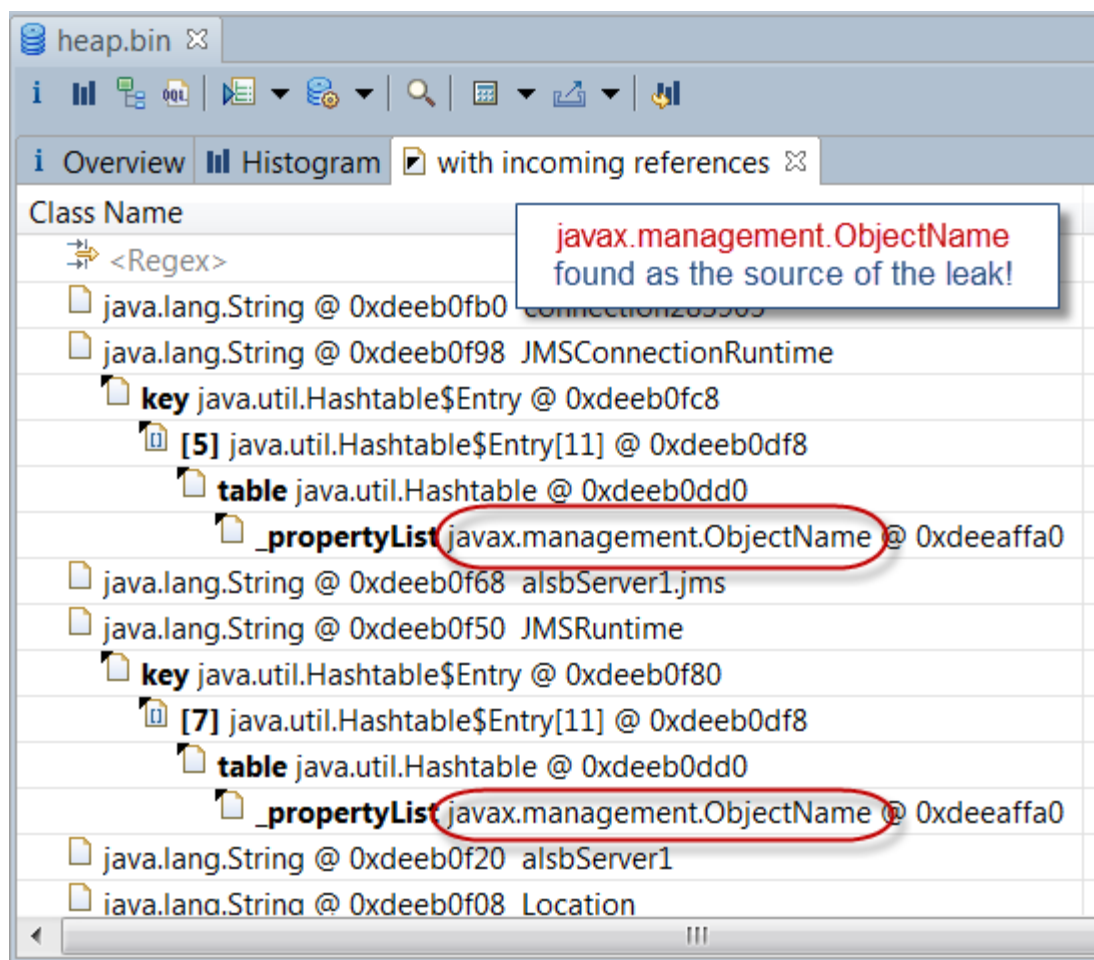 heap.bin
i OQL
i Overview Histogram with incoming references
Class Name
javax.management.ObjectName
found as the source of the leak!
<Regex>
java.lang.String @ 0xdeeb0fb0
java.lang.String @ 0xdeeb0f98 JMSConnectionRuntime
key java.util.Hashtable$Entry @ 0xdeeb0fc8
[5] java.util.Hashtable$Entry[11] @ 0xdeeb0df8
table java.util.Hashtable @ 0xdeeb0dd0
_propertyList javax.management.ObjectName @ 0xdeeaffa0
java.lang.String @ 0xdeeb0f68 alsbServer1.jms
java.lang.String @ 0xdeeb0f50 JMSRuntime
key java.util.Hashtable$Entry @ 0xdeeb0f80
[7] java.util.Hashtable$Entry[11] @ 0xdeeb0df8
table java.util.Hashtable @ 0xdeeb0dd0
_propertyList javax.management.ObjectName @ 0xdeeaffa0
java.lang.String @ 0xdeeb0f20 alsbServer1
java.lang.String @ 0xdeeb0f08 Location